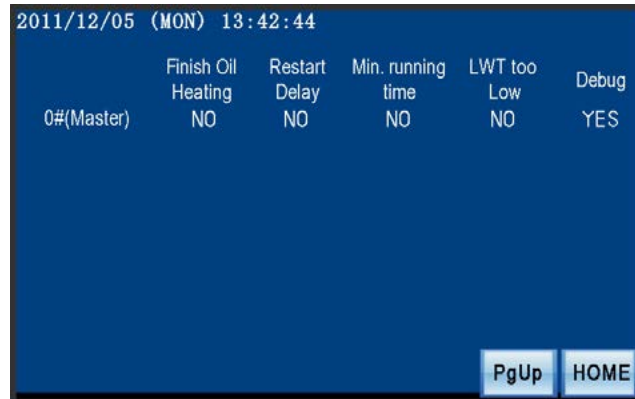 2011/12/05 (MON) 13:42:44
Finish Oil Restart Min. running LWT too
Heating Delay time Low Debug
0#(Master) NO NO NO NO YES
PgUp HOME